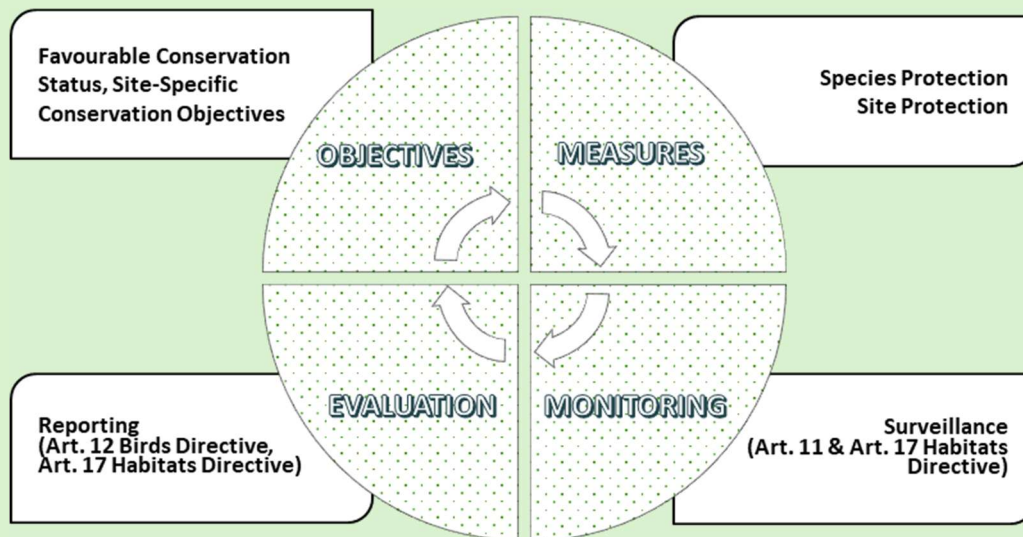 Favourable Conservation
Status, Site-Specific
Conservation Objectives
Species Protection
Site Protection
OBJECTIVES
MEASURES
EVALUATION
MONITORING
Reporting
(Art. 12 Birds Directive,
Art. 17 Habitats Directive)
Surveillance
(Art. 11 & Art. 17 Habitats
Directive)